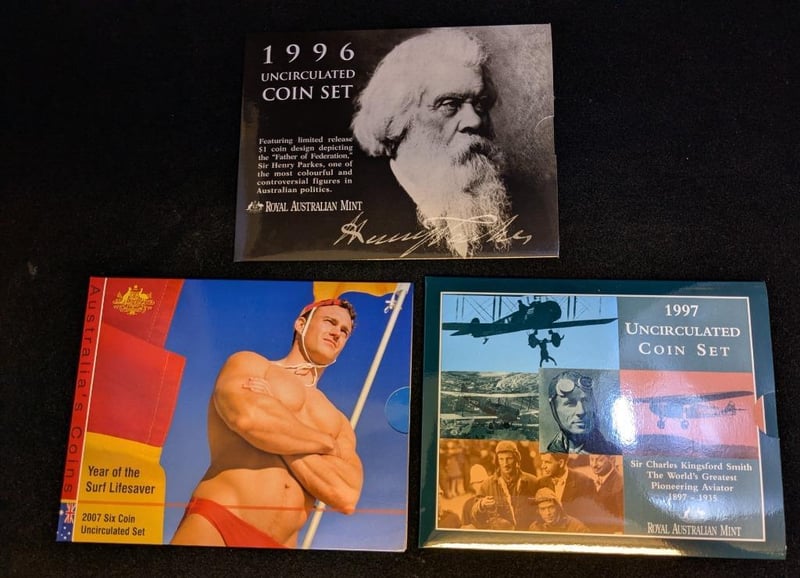 1996
UNCIRCULATED
COIN SET
Featuring limited release
$1 coin design depicting
the "Father of Federation,"
Sir Henry Parkes, one of
the most colourful and
controversial figures in
Australian politics.
ROYAL AUSTRALIAN MINT
Henry Parkes
Australia's Coins
Year of the
Surf Lifesaver
2007 Six Coin
Uncirculated Set
1997
UNCIRCULATED
COIN SET
Sir Charles Kingsford Smith
The World's Greatest
Pioneering Aviator
1897 - 1935
ROYAL AUSTRALIAN MINT